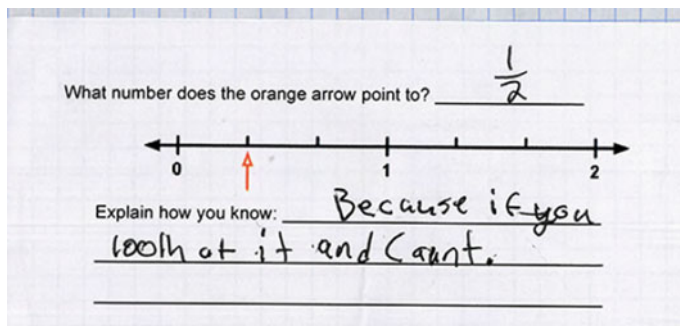 What number does the orange arrow point to? 1/2
0 1 2
Explain how you know: Because if you
loolh at it and Caunt.